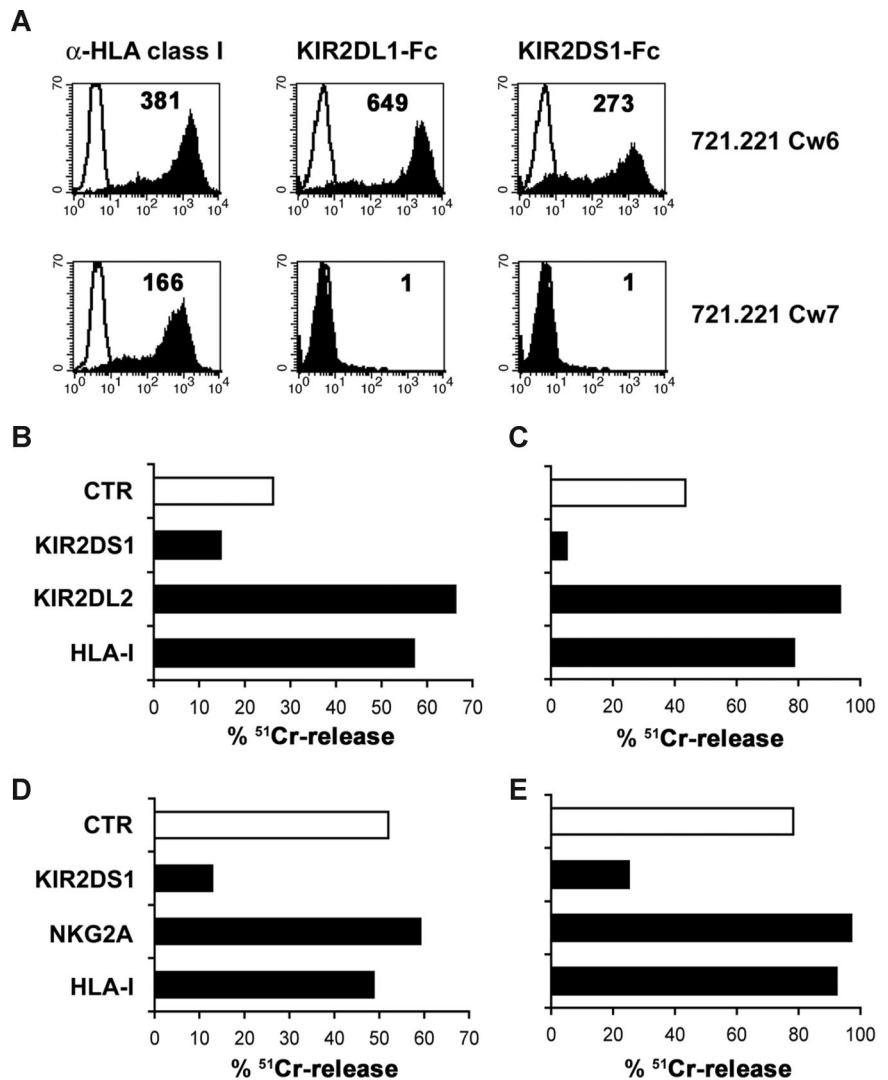 A
α-HLA class I KIR2DL1-Fc KIR2DS1-Fc
70 381 70 649 70 273
721.221 Cw6
0 0 0
10⁰ 10¹ 10² 10³ 10⁴ 10⁰ 10¹ 10² 10³ 10⁴ 10⁰ 10¹ 10² 10³ 10⁴
70 166 70 1 70 1
721.221 Cw7
0 0 0
10⁰ 10¹ 10² 10³ 10⁴ 10⁰ 10¹ 10² 10³ 10⁴ 10⁰ 10¹ 10² 10³ 10⁴
B
CTR
KIR2DS1
KIR2DL2
HLA-I
0 10 20 30 40 50 60 70
% ⁵¹Cr-release
C
0 20 40 60 80 100
% ⁵¹Cr-release
D
CTR
KIR2DS1
NKG2A
HLA-I
0 10 20 30 40 50 60 70
% ⁵¹Cr-release
E
0 20 40 60 80 100
% ⁵¹Cr-release